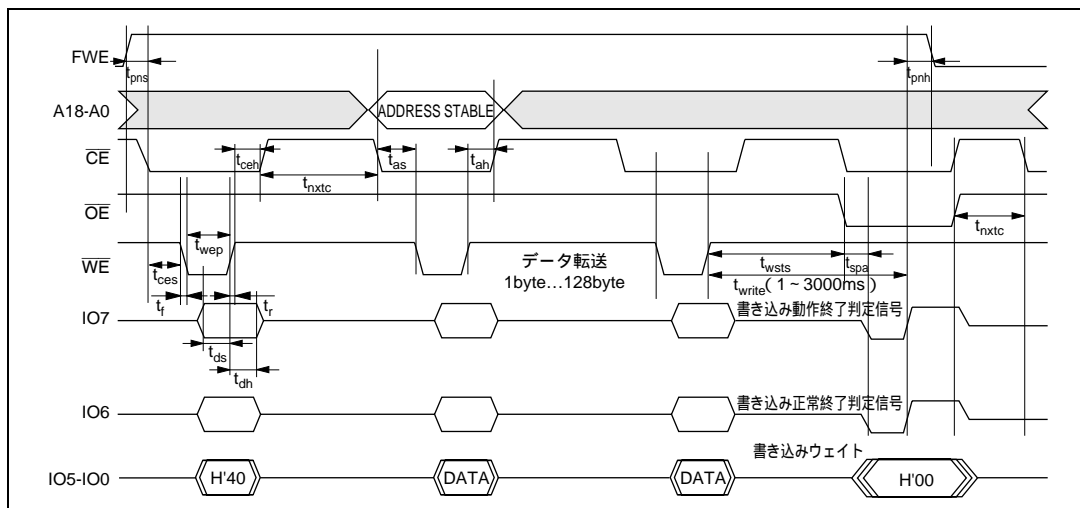 FWE
tpns
tpnh
A18-A0
ADDRESS STABLE
CE
tceh
tas
tah
tnxtc
OE
tnxtc
twep
WE
tces
データ転送
1byte…128byte
twsts
tspa
twrite( 1 ~ 3000ms )
tf
tr
IO7
書き込み動作終了判定信号
tds
tdh
IO6
書き込み正常終了判定信号
書き込みウェイト
IO5-IO0
H'40
DATA
DATA
H'00